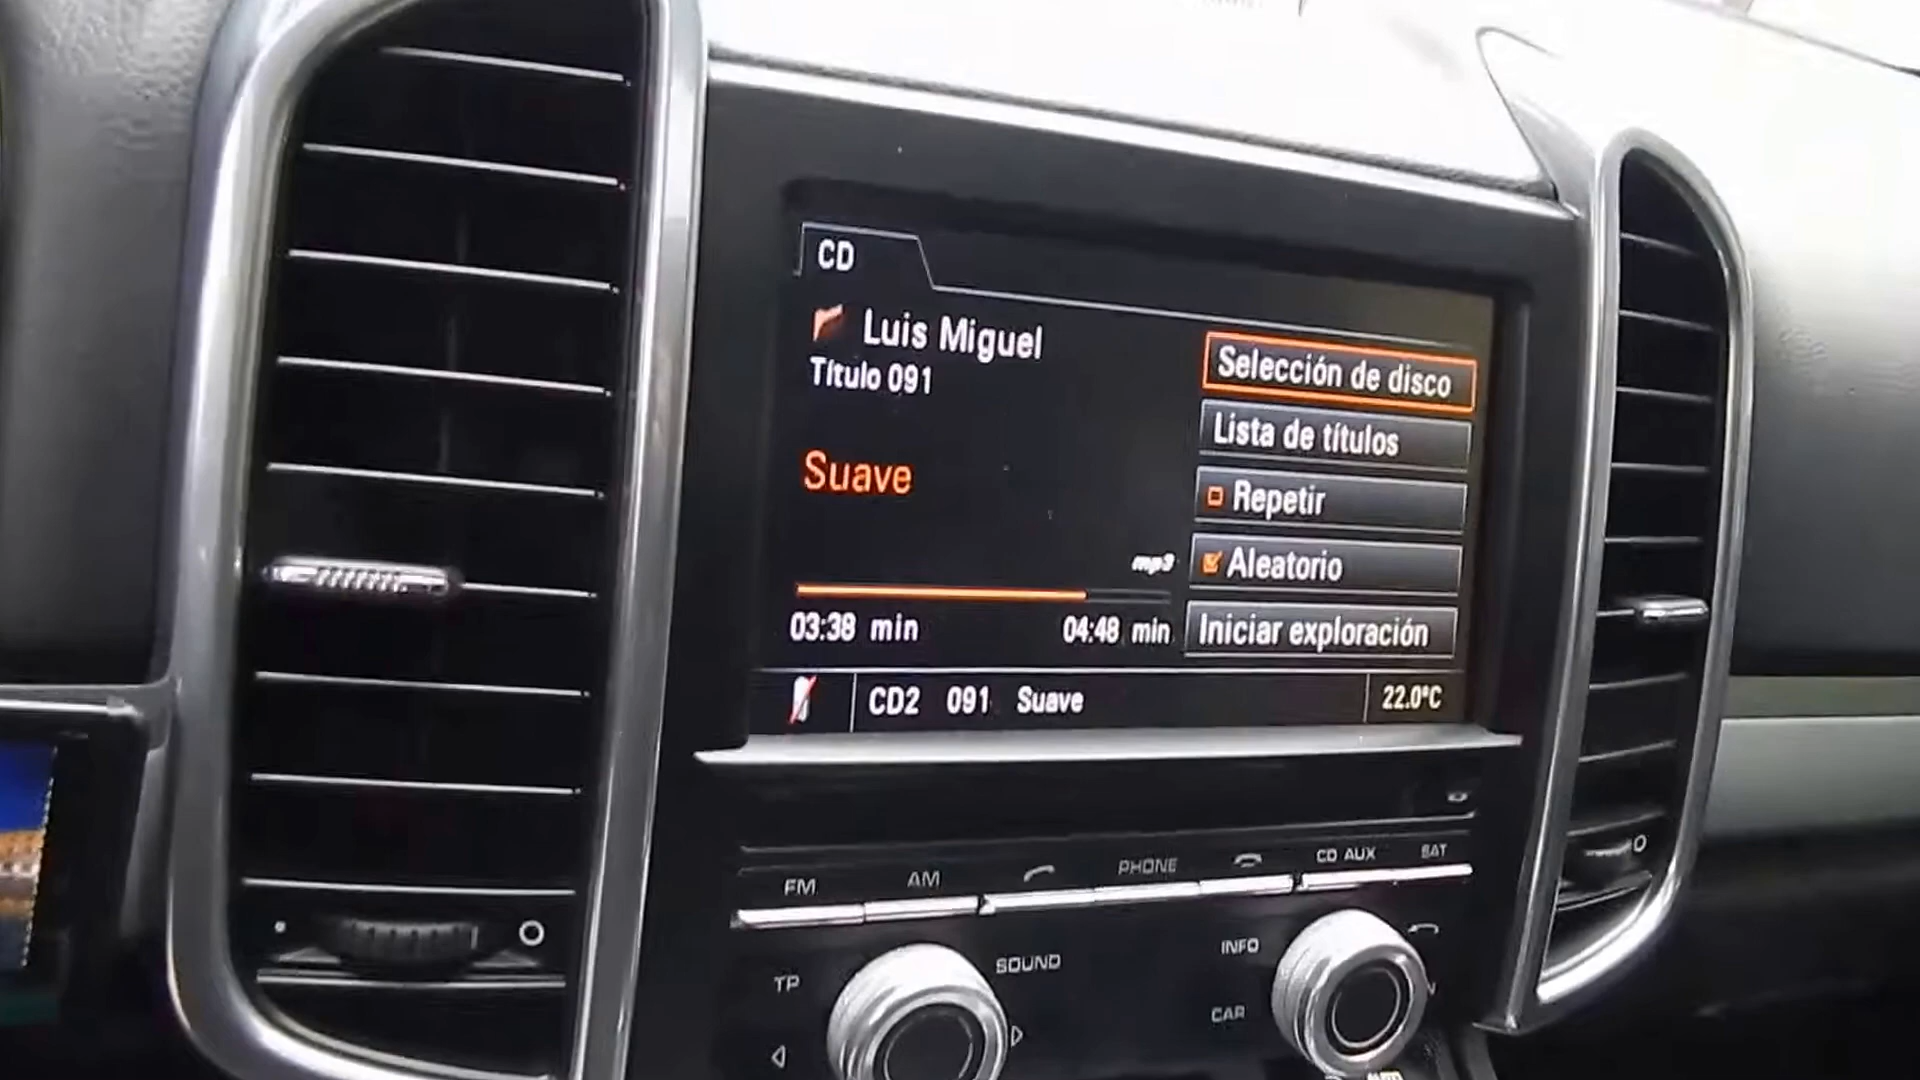 CD
Luis Miguel
Título 091
Suave
mp3
03:38 min
04:48 min
Selección de disco
Lista de títulos
Repetir
Aleatorio
Iniciar exploración
CD2 091 Suave
22.0°C
FM
AM
PHONE
CD AUX
SAT
TP
SOUND
INFO
CAR